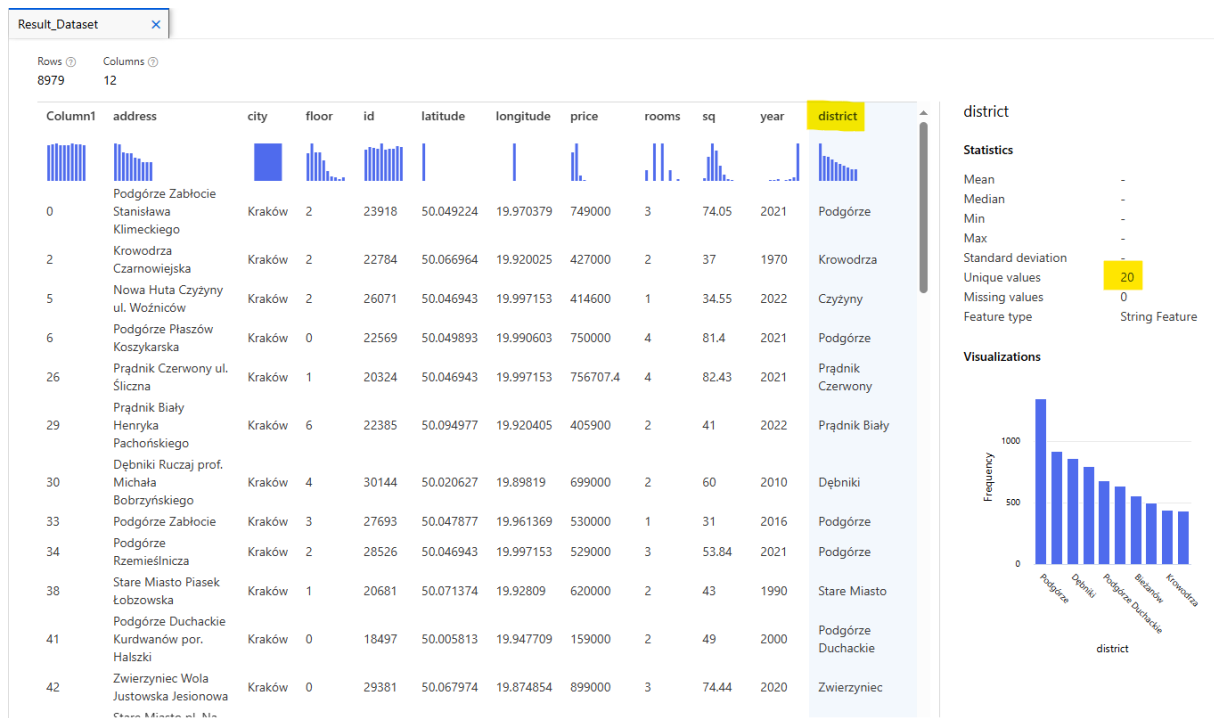 Result_Dataset ×
Rows Columns
8979 12
Column1 address city floor id latitude longitude price rooms sq year district
Podgórze Zabłocie
0 Stanisława Kraków 2 23918 50.049224 19.970379 749000 3 74.05 2021 Podgórze
Klimeckiego
Krowodrza
2 Kraków 2 22784 50.066964 19.920025 427000 2 37 1970 Krowodrza
Czarnowiejska
Nowa Huta Czyżyny
5 Kraków 2 26071 50.046943 19.997153 414600 1 34.55 2022 Czyżyny
ul. Woźniców
Podgórze Płaszów
6 Kraków 0 22569 50.049893 19.990603 750000 4 81.4 2021 Podgórze
Koszykarska
Prądnik Czerwony ul. Prądnik
26 Kraków 1 20324 50.046943 19.997153 756707.4 4 82.43 2021
Śliczna Czerwony
Prądnik Biały
29 Henryka Kraków 6 22385 50.094977 19.920405 405900 2 41 2022 Prądnik Biały
Pachońskiego
Dębniki Ruczaj prof.
30 Michała Kraków 4 30144 50.020627 19.89819 699000 2 60 2010 Dębniki
Bobrzyńskiego
33 Podgórze Zabłocie Kraków 3 27693 50.047877 19.961369 530000 1 31 2016 Podgórze
Podgórze
34 Kraków 2 28526 50.046943 19.997153 529000 3 53.84 2021 Podgórze
Rzemieślnicza
Stare Miasto Piasek
38 Kraków 1 20681 50.071374 19.92809 620000 2 43 1990 Stare Miasto
Łobzowska
Podgórze Duchackie Podgórze
41 Kurdwanów por. Kraków 0 18497 50.005813 19.947709 159000 2 49 2000 Duchackie
Halszki
Zwierzyniec Wola
42 Kraków 0 29381 50.067974 19.874854 899000 3 74.44 2020 Zwierzyniec
Justowska Jesionowa
Stare Miasto pl. Na
district
Statistics
Mean -
Median -
Min -
Max -
Standard deviation -
Unique values 20
Missing values 0
Feature type String Feature
Visualizations
1000
500
0
Frequency
Podgórze
Dębniki
Podgórze Duchackie
Bieżanów
Krowodrza
district